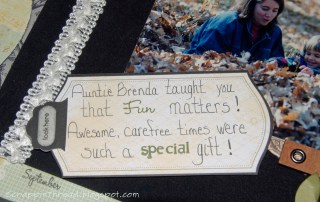 Auntie Brenda taught you
that Fun matters!
Awesome, carefree times were
such a special gift!
look here
September